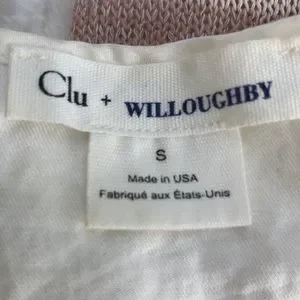 Clu + WILLOUGHBY
S
Made in USA
Fabriqué aux États-Unis